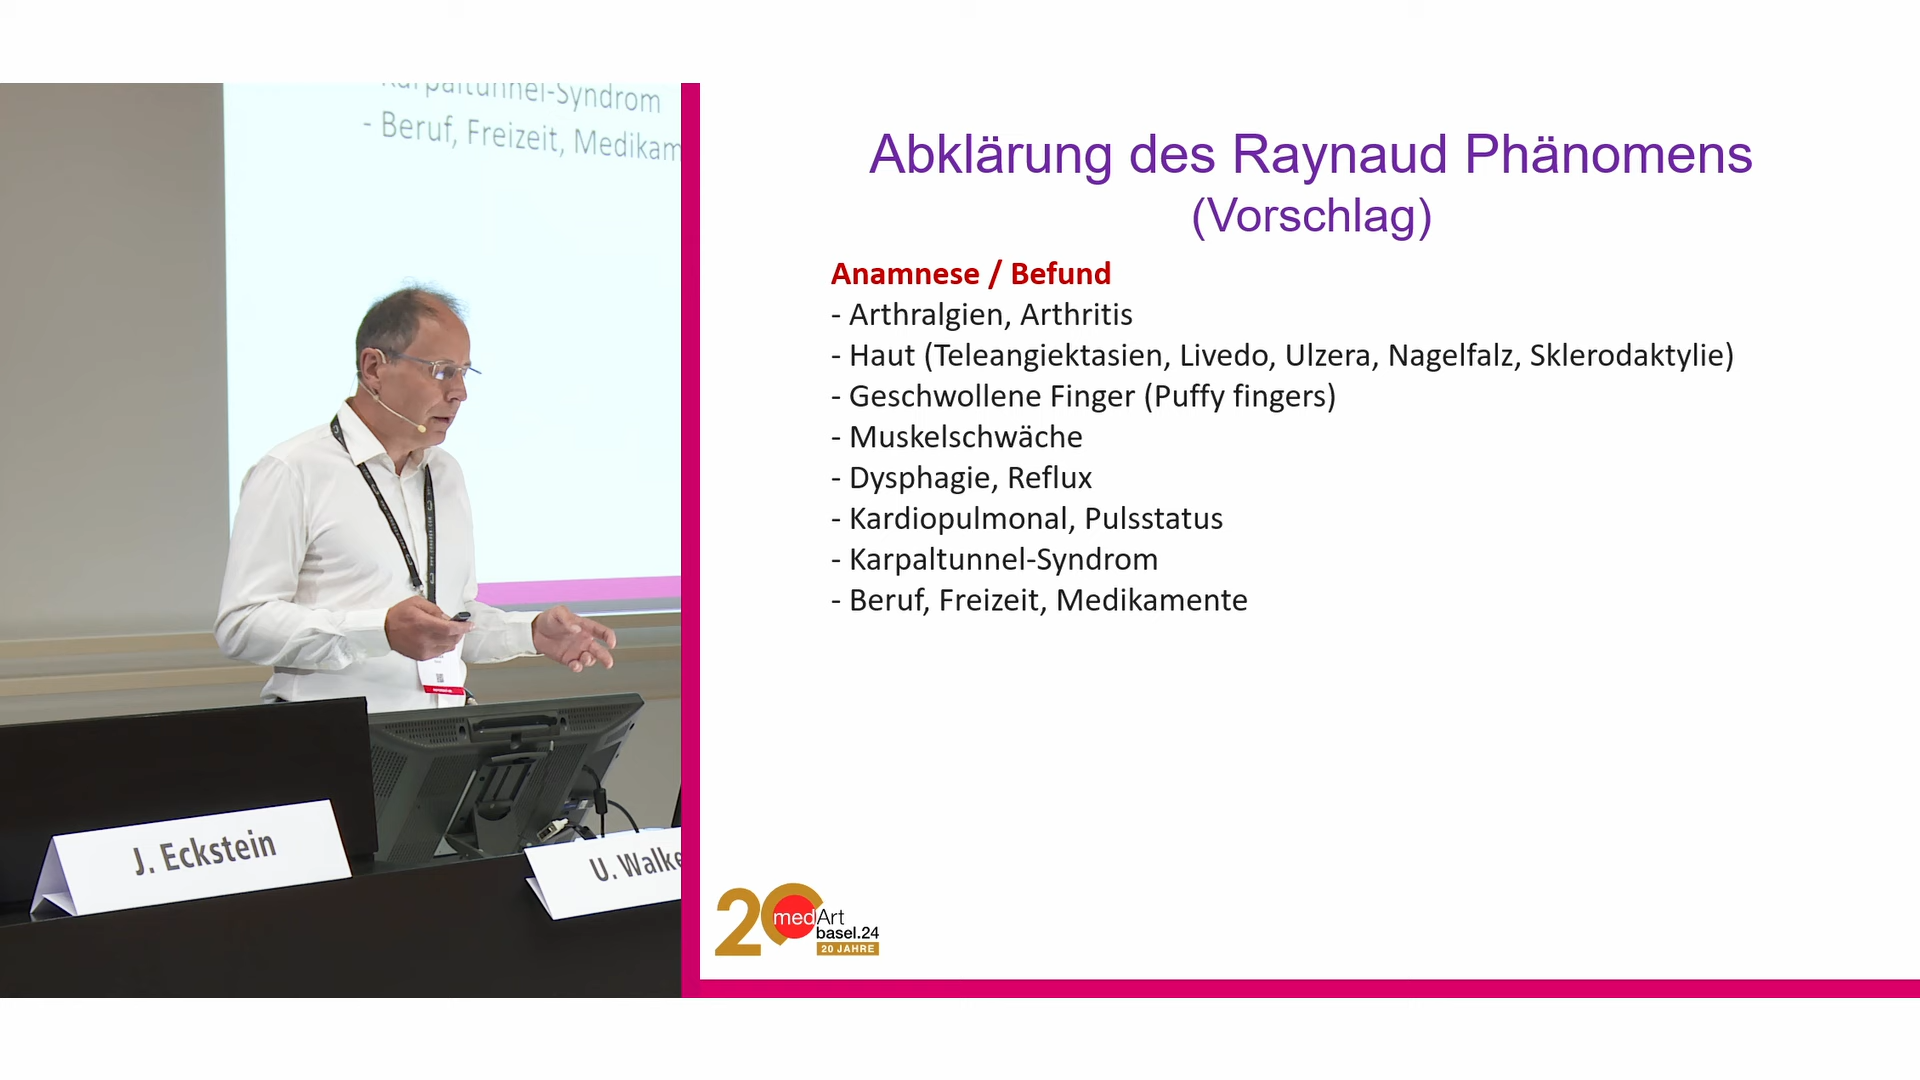 Karpaltunnel-Syndrom
- Beruf, Freizeit, Medikam
J. Eckstein
U. Walke
Abklärung des Raynaud Phänomens
(Vorschlag)
Anamnese / Befund
- Arthralgien, Arthritis
- Haut (Teleangiektasien, Livedo, Ulzera, Nagelfalz, Sklerodaktylie)
- Geschwollene Finger (Puffy fingers)
- Muskelschwäche
- Dysphagie, Reflux
- Kardiopulmonal, Pulsstatus
- Karpaltunnel-Syndrom
- Beruf, Freizeit, Medikamente
20
medArt
basel.24
20 JAHRE